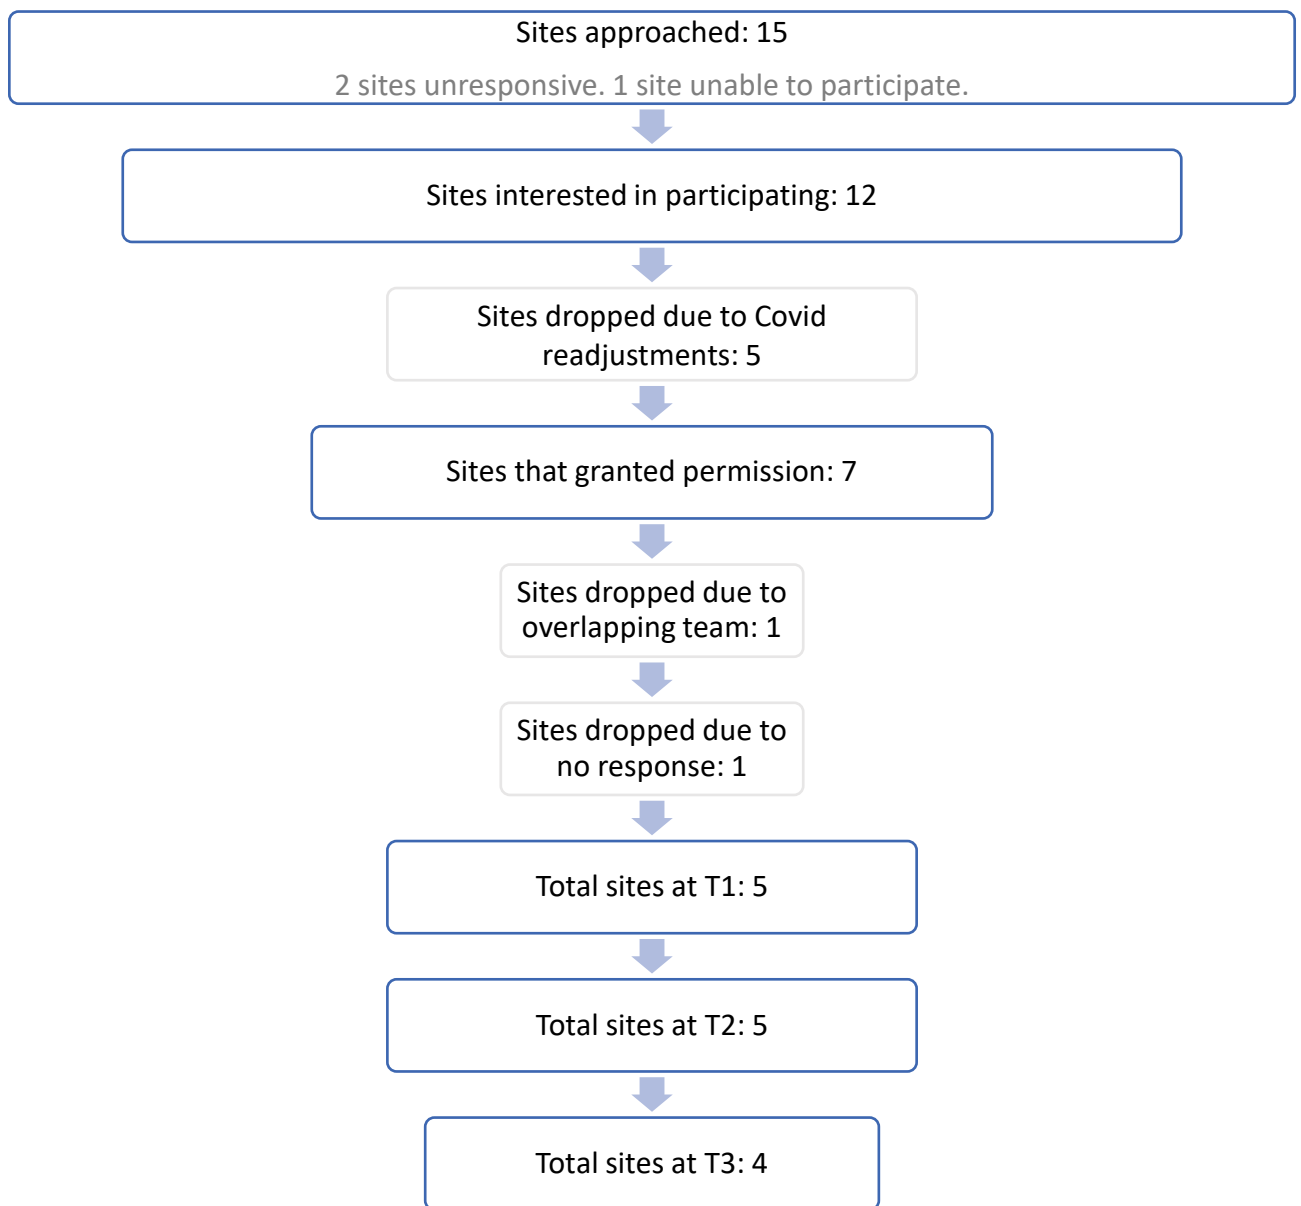 Sites approached: 15
2 sites unresponsive. 1 site unable to participate.
Sites interested in participating: 12
Sites dropped due to Covid
readjustments: 5
Sites that granted permission: 7
Sites dropped due to
overlapping team: 1
Sites dropped due to
no response: 1
Total sites at T1: 5
Total sites at T2: 5
Total sites at T3: 4